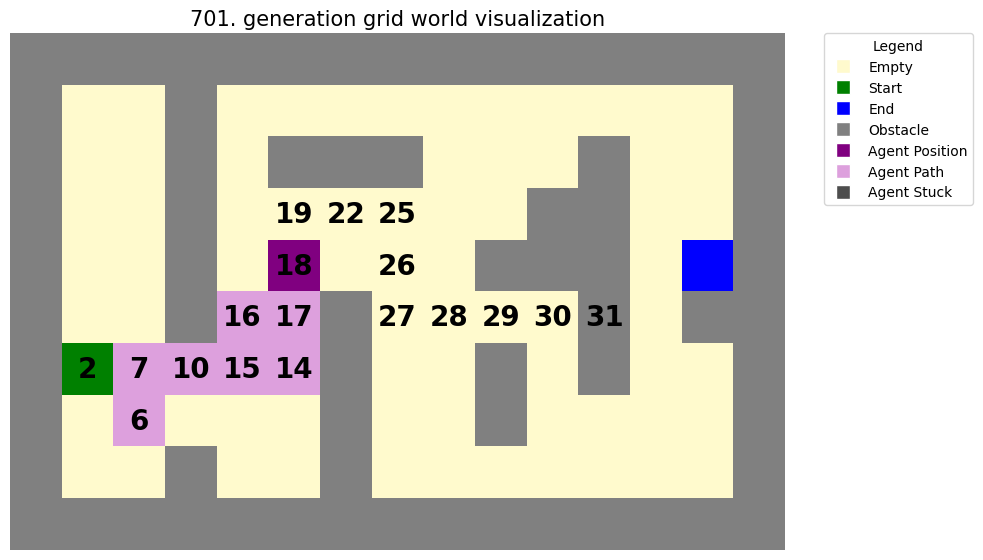 701. generation grid world visualization
Legend
Empty
Start
End
Obstacle
Agent Position
Agent Path
Agent Stuck
19 22 25
18 26
16 17 27 28 29 30 31
2 7 10 15 14
6